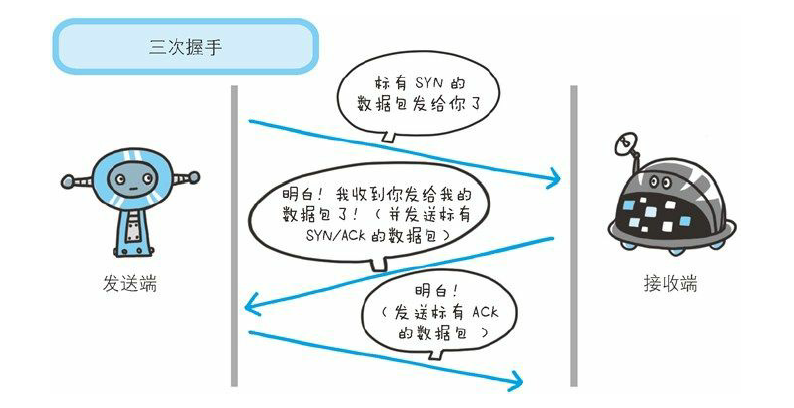 三次握手
标有 SYN 的
数据包发给你了
明白！我收到你发给我的
数据包了！（并发送标有
SYN/ACK 的数据包）
发送端
接收端
明白！
（发送标有 ACK
的数据包 ）